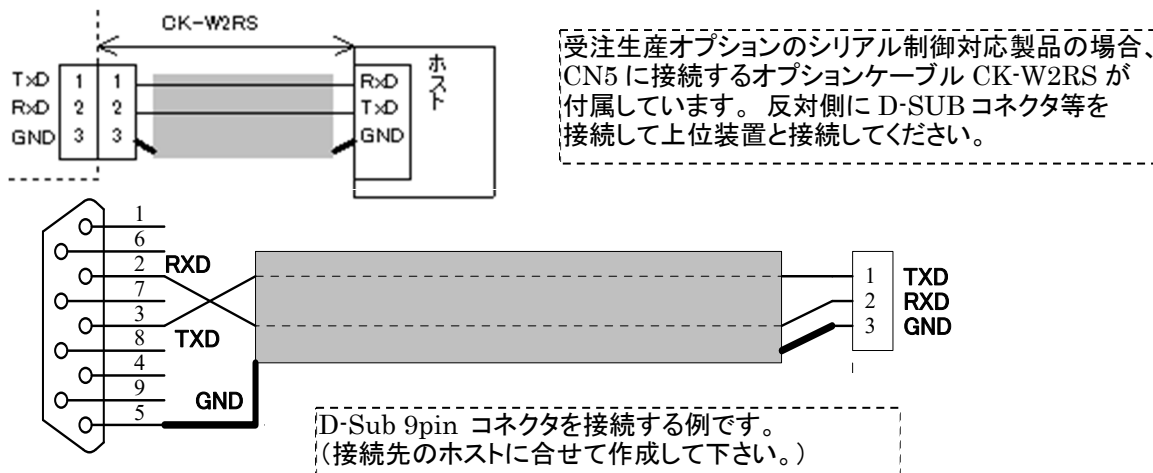 CK-W2RS
TxD 1 1 RxD
RxD 2 2 TxD
GND 3 3 GND
ホスト
受注生産オプションのシリアル制御対応製品の場合、
CN5 に接続するオプションケーブル CK-W2RS が
付属しています。 反対側に D-SUB コネクタ等を
接続して上位装置と接続してください。
1
6
2 RXD
7
3
8 TXD
4
9
5 GND
1 TXD
2 RXD
3 GND
D-Sub 9pin コネクタを接続する例です。
(接続先のホストに合せて作成して下さい。)